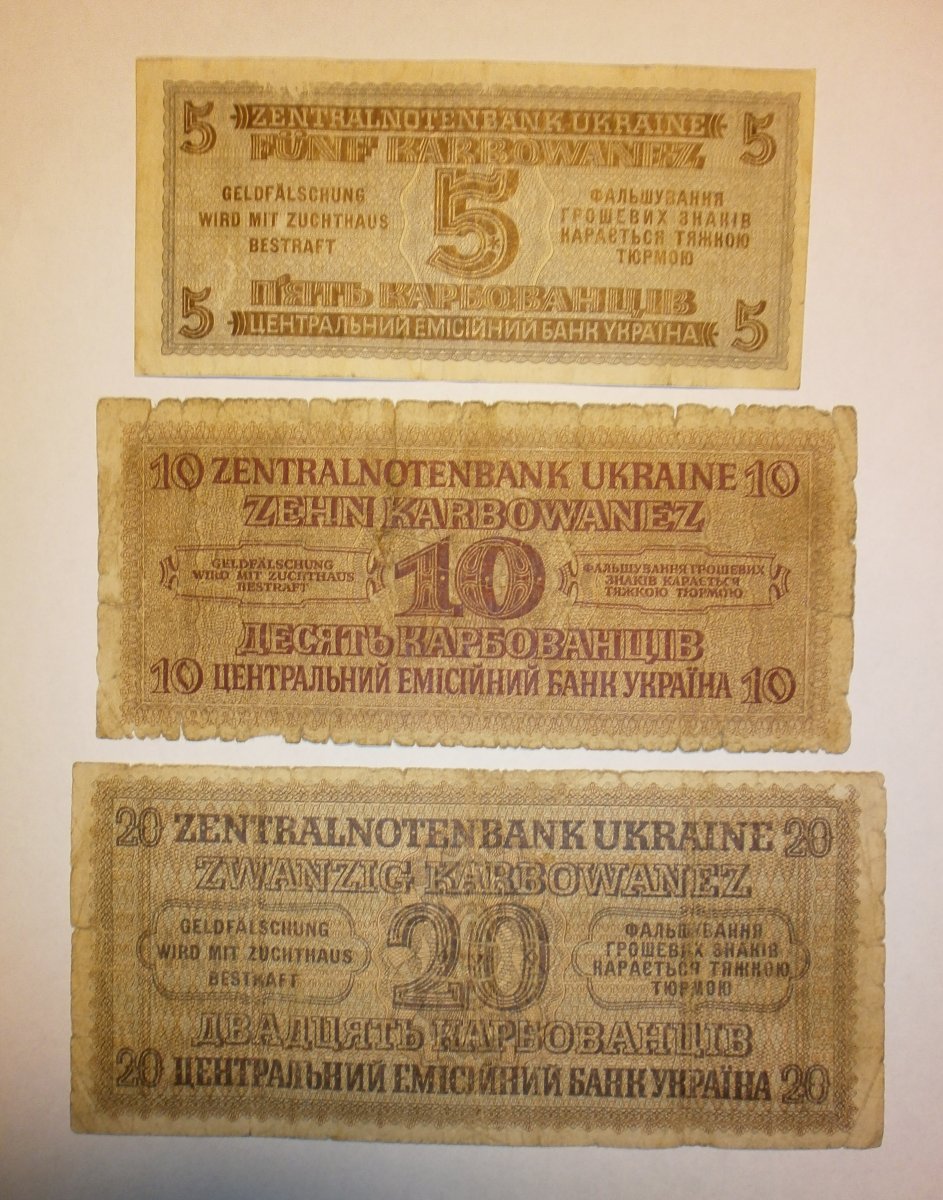 5 ZENTRALNOTENBANK UKRAINE 5
FÜNF KARBOWANEZ
GELDFÄLSCHUNG
WIRD MIT ZUCHTHAUS
BESTRAFT
5
ФАЛЬШУВАННЯ
ГРОШЕВИХ ЗНАКІВ
КАРАЄТЬСЯ ТЯЖКОЮ
ТЮРМОЮ
П'ЯТЬ КАРБОВАНЦІВ
5 ЦЕНТРАЛЬНИЙ ЕМІСІЙНИЙ БАНК УКРАЇНА 5
10 ZENTRALNOTENBANK UKRAINE 10
ZEHN KARBOWANEZ
GELDFÄLSCHUNG
WIRD MIT ZUCHTHAUS
BESTRAFT
10
ФАЛЬШУВАННЯ ГРОШЕВИХ
ЗНАКІВ КАРАЄТЬСЯ
ТЯЖКОЮ ТЮРМОЮ
ДЕСЯТЬ КАРБОВАНЦІВ
10 ЦЕНТРАЛЬНИЙ ЕМІСІЙНИЙ БАНК УКРАЇНА 10
20 ZENTRALNOTENBANK UKRAINE 20
ZWANZIG KARBOWANEZ
GELDFÄLSCHUNG
WIRD MIT ZUCHTHAUS
BESTRAFT
20
ФАЛЬШУВАННЯ
ГРОШЕВИХ ЗНАКІВ
КАРАЄТЬСЯ ТЯЖКОЮ
ТЮРМОЮ
ДВАДЦЯТЬ КАРБОВАНЦІВ
20 ЦЕНТРАЛЬНИЙ ЕМІСІЙНИЙ БАНК УКРАЇНА 20